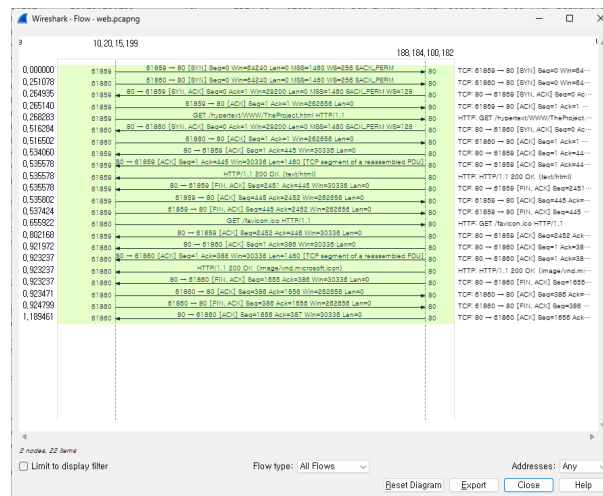 Wireshark · Flow · web.pcapng
10,20,15,199
188,184,100,182
0,000000 61859 61859 → 80 [SYN] Seq=0 Win=64240 Len=0 MSS=1460 WS=256 SACK_PERM 80 TCP: 61859 → 80 [SYN] Seq=0 Win=64···
0,251078 61860 61860 → 80 [SYN] Seq=0 Win=64240 Len=0 MSS=1460 WS=256 SACK_PERM 80 TCP: 61860 → 80 [SYN] Seq=0 Win=64···
0,264935 61859 80 → 61859 [SYN, ACK] Seq=0 Ack=1 Win=29200 Len=0 MSS=1460 SACK_PERM WS=128 80 TCP: 80 → 61859 [SYN, ACK] Seq=0 Ac···
0,265140 61859 61859 → 80 [ACK] Seq=1 Ack=1 Win=262656 Len=0 80 TCP: 61859 → 80 [ACK] Seq=1 Ack=1 ···
0,268283 61859 GET /hypertext/WWW/TheProject.html HTTP/1.1 80 HTTP: GET /hypertext/WWW/TheProject.···
0,516284 61860 80 → 61860 [SYN, ACK] Seq=0 Ack=1 Win=29200 Len=0 MSS=1460 SACK_PERM WS=128 80 TCP: 80 → 61860 [SYN, ACK] Seq=0 Ac···
0,516502 61860 61860 → 80 [ACK] Seq=1 Ack=1 Win=262656 Len=0 80 TCP: 61860 → 80 [ACK] Seq=1 Ack=1 ···
0,534060 61859 80 → 61859 [ACK] Seq=1 Ack=445 Win=30336 Len=0 80 TCP: 80 → 61859 [ACK] Seq=1 Ack=44···
0,535578 61859 80 → 61859 [ACK] Seq=1 Ack=445 Win=30336 Len=1460 [TCP segment of a reassembled PDU] 80 TCP: 80 → 61859 [ACK] Seq=1 Ack=44···
0,535578 61859 HTTP/1.1 200 OK (text/html) 80 HTTP: HTTP/1.1 200 OK (text/html)
0,535578 61859 80 → 61859 [FIN, ACK] Seq=2451 Ack=445 Win=30336 Len=0 80 TCP: 80 → 61859 [FIN, ACK] Seq=2451···
0,535802 61859 61859 → 80 [ACK] Seq=445 Ack=2452 Win=262656 Len=0 80 TCP: 61859 → 80 [ACK] Seq=445 Ack=···
0,537424 61859 61859 → 80 [FIN, ACK] Seq=445 Ack=2452 Win=262656 Len=0 80 TCP: 61859 → 80 [FIN, ACK] Seq=445 ···
0,655922 61860 GET /favicon.ico HTTP/1.1 80 HTTP: GET /favicon.ico HTTP/1.1
0,802168 61859 80 → 61859 [ACK] Seq=2452 Ack=446 Win=30336 Len=0 80 TCP: 80 → 61859 [ACK] Seq=2452 Ack···
0,921972 61860 80 → 61860 [ACK] Seq=1 Ack=386 Win=30336 Len=0 80 TCP: 80 → 61860 [ACK] Seq=1 Ack=38···
0,923237 61860 80 → 61860 [ACK] Seq=1 Ack=386 Win=30336 Len=1460 [TCP segment of a reassembled PDU] 80 TCP: 80 → 61860 [ACK] Seq=1 Ack=38···
0,923237 61860 HTTP/1.1 200 OK (image/vnd.microsoft.icon) 80 HTTP: HTTP/1.1 200 OK (image/vnd.mi···
0,923237 61860 80 → 61860 [FIN, ACK] Seq=1655 Ack=386 Win=30336 Len=0 80 TCP: 80 → 61860 [FIN, ACK] Seq=1655···
0,923471 61860 61860 → 80 [ACK] Seq=386 Ack=1656 Win=262656 Len=0 80 TCP: 61860 → 80 [ACK] Seq=386 Ack=···
0,924799 61860 61860 → 80 [FIN, ACK] Seq=386 Ack=1656 Win=262656 Len=0 80 TCP: 61860 → 80 [FIN, ACK] Seq=386 ···
1,189461 61860 80 → 61860 [ACK] Seq=1656 Ack=387 Win=30336 Len=0 80 TCP: 80 → 61860 [ACK] Seq=1656 Ack···
2 nodes, 22 items
Limit to display filter Flow type: All Flows Addresses: Any
Reset Diagram Export Close Help